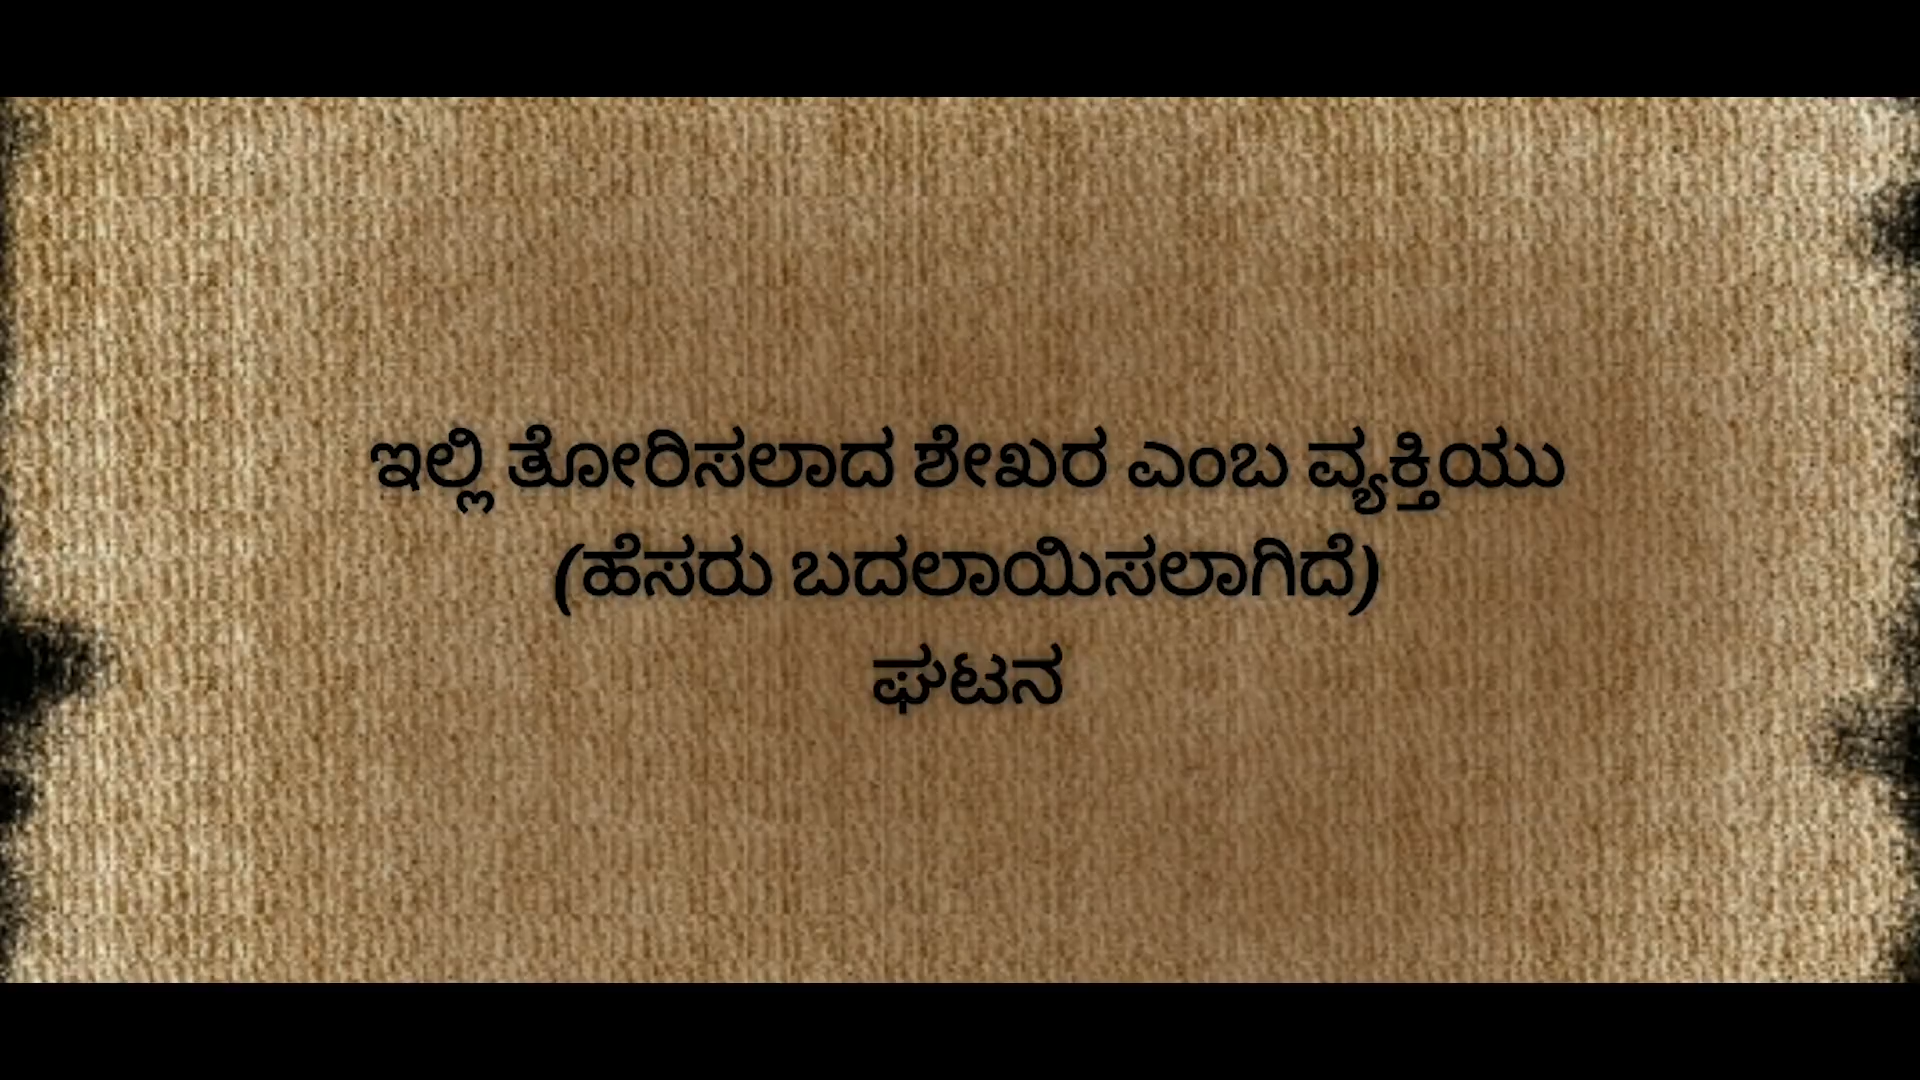 ಇಲ್ಲಿ ತೋರಿಸಲಾದ ಶೇಖರ ಎಂಬ ವ್ಯಕ್ತಿಯು
(ಹೆಸರು ಬದಲಾಯಿಸಲಾಗಿದೆ)
ಘಟನ